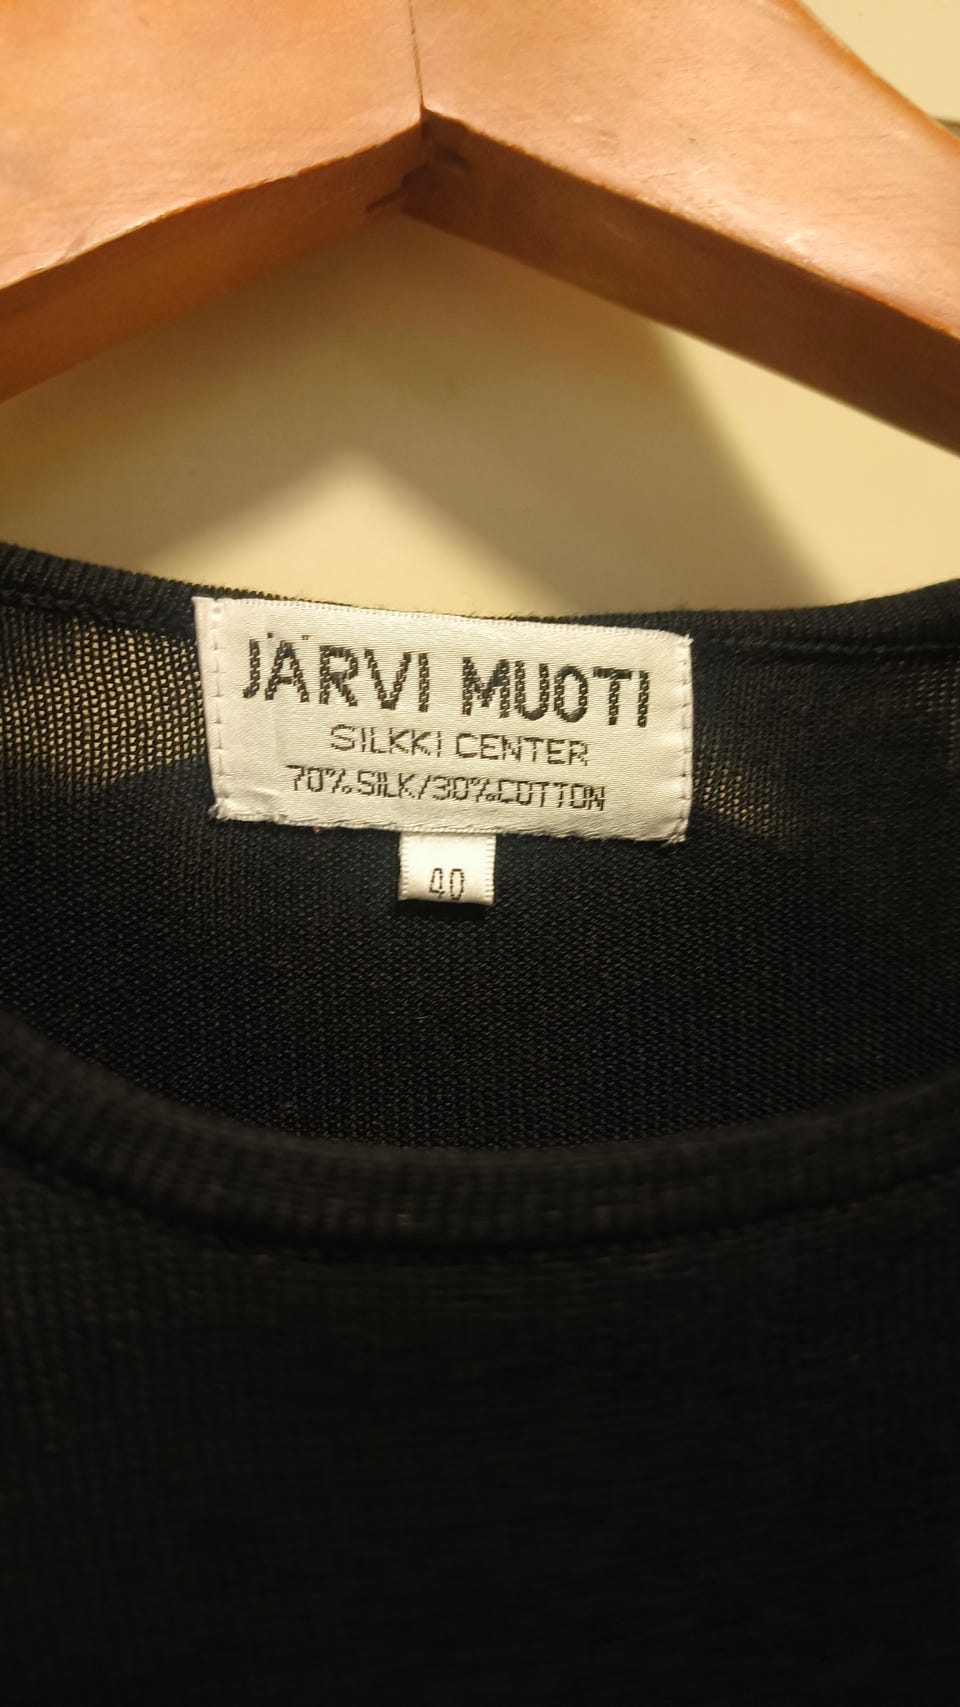 JÄRVI MUOTI
SILKKI CENTER
70% SILK/30% COTTON
40